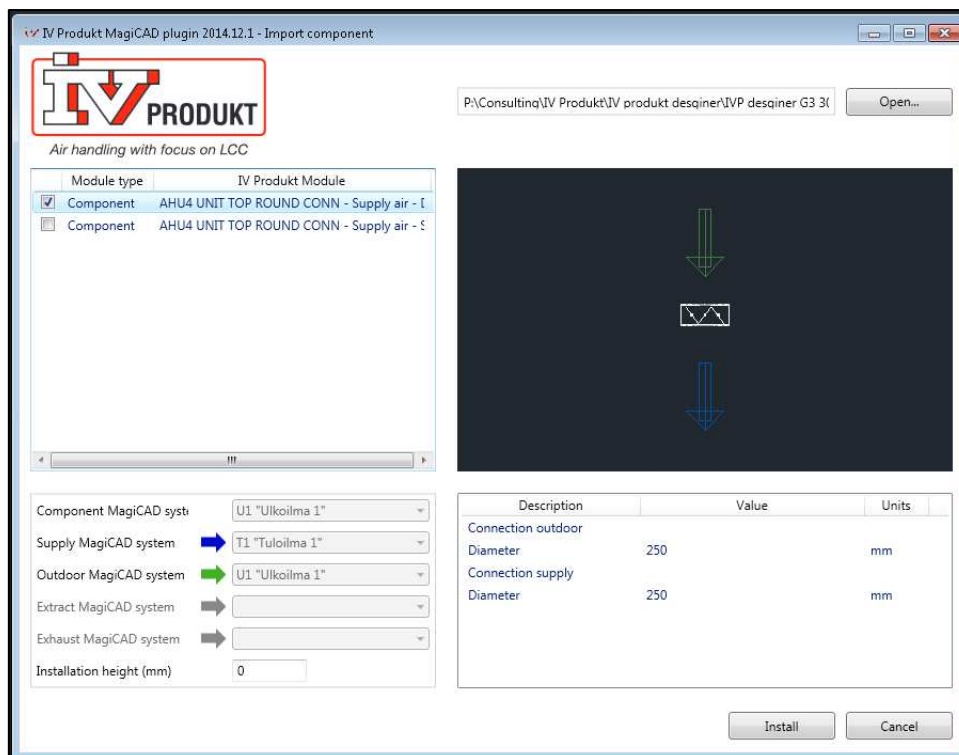 IV Produkt MagiCAD plugin 2014.12.1 - Import component
IV PRODUKT
Air handling with focus on LCC
P:\Consulting\IV Produkt\IV produkt desginer\IVP desginer G3 3(
Open...
Module type IV Produkt Module
Component AHU4 UNIT TOP ROUND CONN - Supply air -
Component AHU4 UNIT TOP ROUND CONN - Supply air -
Component MagiCAD syste
U1 "Ulkoilma 1"
Supply MagiCAD system
T1 "Tuloilma 1"
Outdoor MagiCAD system
U1 "Ulkoilma 1"
Extract MagiCAD system
Exhaust MagiCAD system
Installation height (mm)
0
Description Value Units
Connection outdoor
Diameter 250 mm
Connection supply
Diameter 250 mm
Install
Cancel